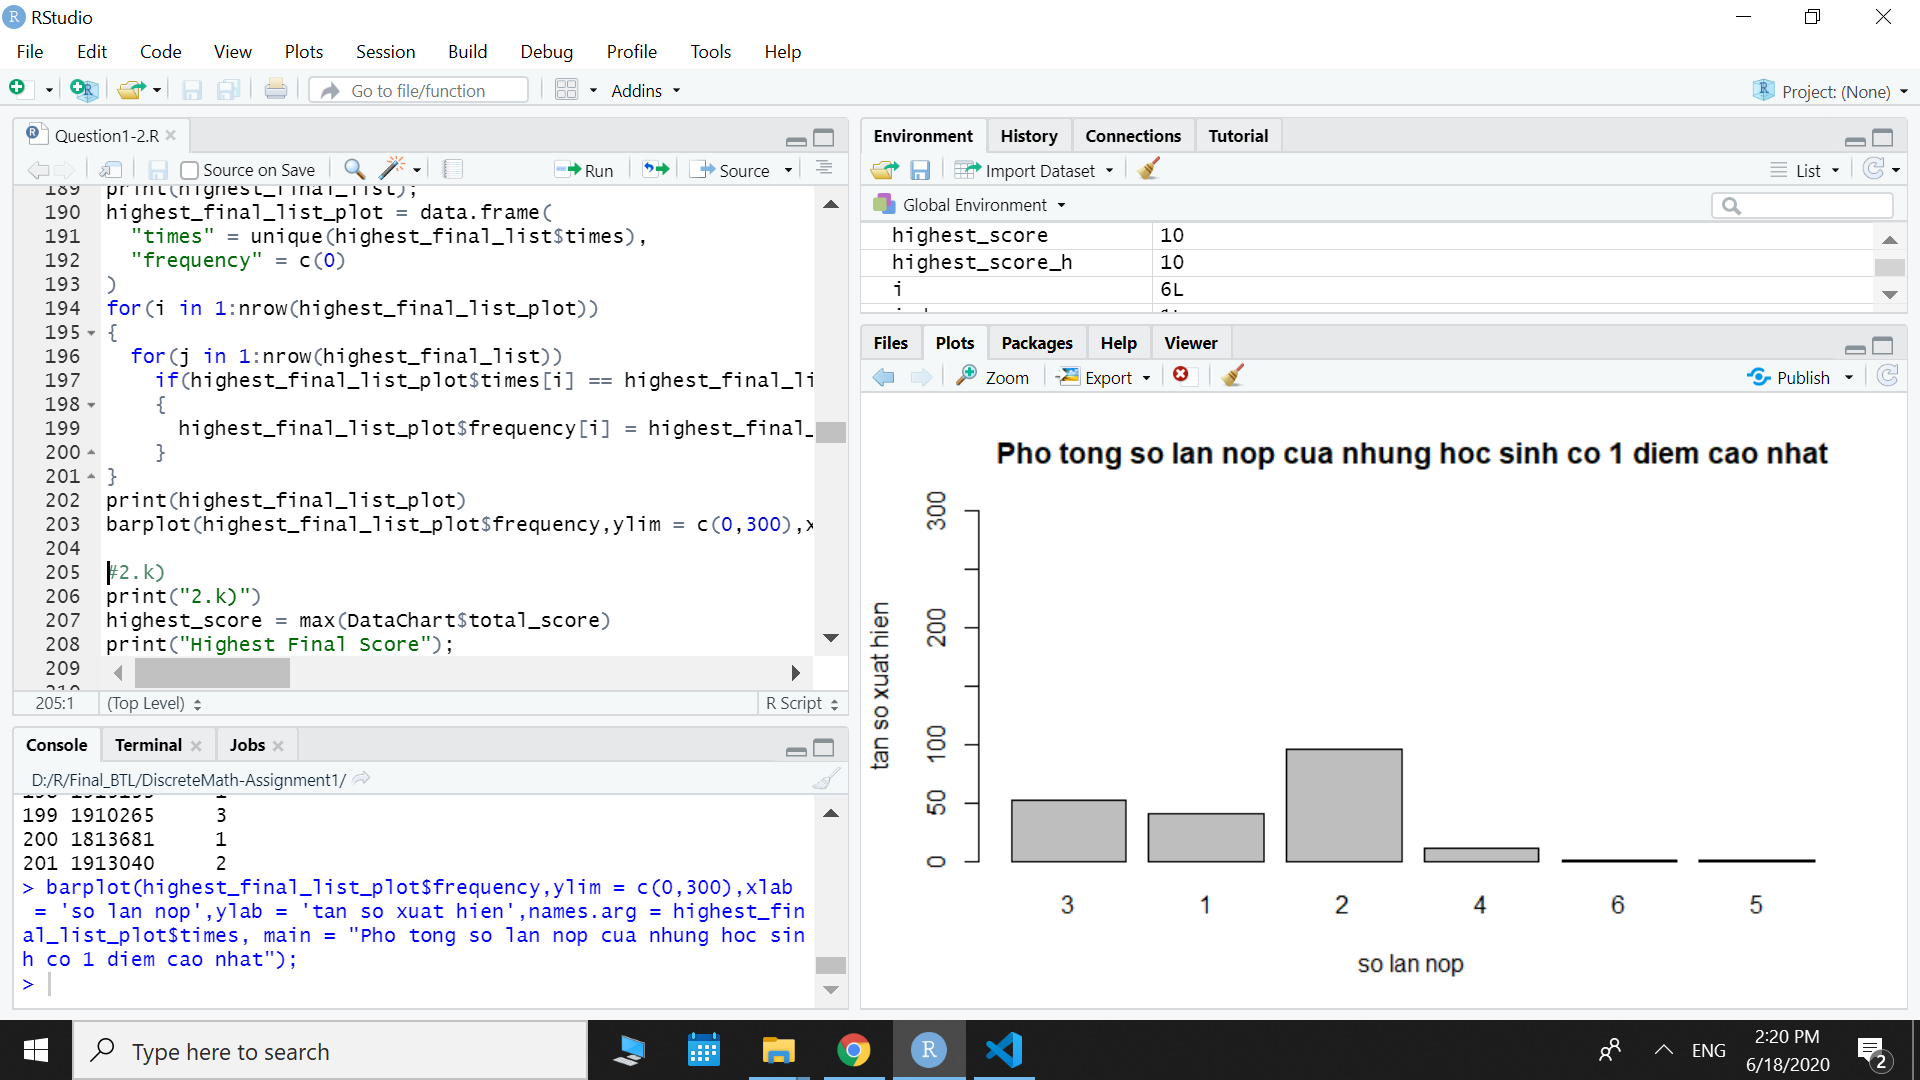 RStudio
File Edit Code View Plots Session Build Debug Profile Tools Help
Go to file/function Addins Project: (None)
Question1-2.R
Source on Save Run Source
189 print(highest_final_list);
190 highest_final_list_plot = data.frame(
191 "times" = unique(highest_final_list$times),
192 "frequency" = c(0)
193 )
194 for(i in 1:nrow(highest_final_list_plot))
195 {
196 for(j in 1:nrow(highest_final_list))
197 if(highest_final_list_plot$times[i] == highest_final_li
198 {
199 highest_final_list_plot$frequency[i] = highest_final_
200 }
201 }
202 print(highest_final_list_plot)
203 barplot(highest_final_list_plot$frequency,ylim = c(0,300),x
204
205 #2.k)
206 print("2.k)")
207 highest_score = max(DataChart$total_score)
208 print("Highest Final Score");
209
205:1 (Top Level) R Script
Console Terminal Jobs
D:/R/Final_BTL/DiscreteMath-Assignment1/
199 1910265 3
200 1813681 1
201 1913040 2
> barplot(highest_final_list_plot$frequency,ylim = c(0,300),xlab
= 'so lan nop',ylab = 'tan so xuat hien',names.arg = highest_fin
al_list_plot$times, main = "Pho tong so lan nop cua nhung hoc sin
h co 1 diem cao nhat");
>
Environment History Connections Tutorial
Import Dataset List
Global Environment
highest_score 10
highest_score_h 10
i 6L
Files Plots Packages Help Viewer
Zoom Export Publish
Pho tong so lan nop cua nhung hoc sinh co 1 diem cao nhat
tan so xuat hien
300
200
100
50
0
3 1 2 4 6 5
so lan nop
Type here to search
ENG
2:20 PM
6/18/2020
2